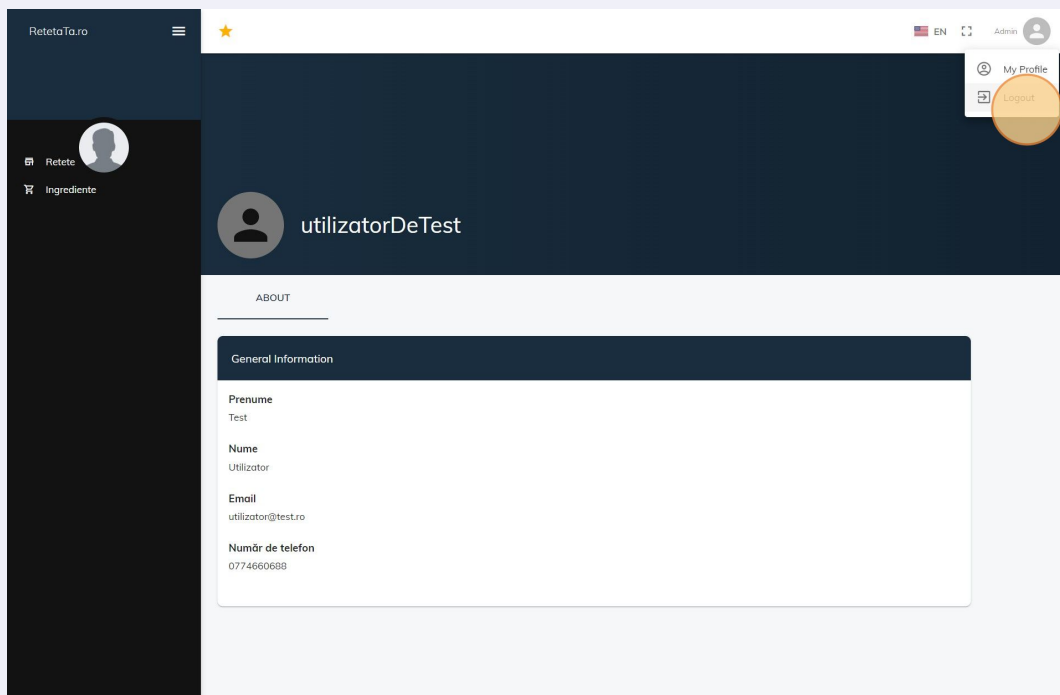 RetetaTa.ro
EN
Admin
My Profile
Logout
Retete
Ingrediente
utilizatorDeTest
ABOUT
General Information
Prenume
Test
Nume
Utilizator
Email
utilizator@test.ro
Număr de telefon
0774660688